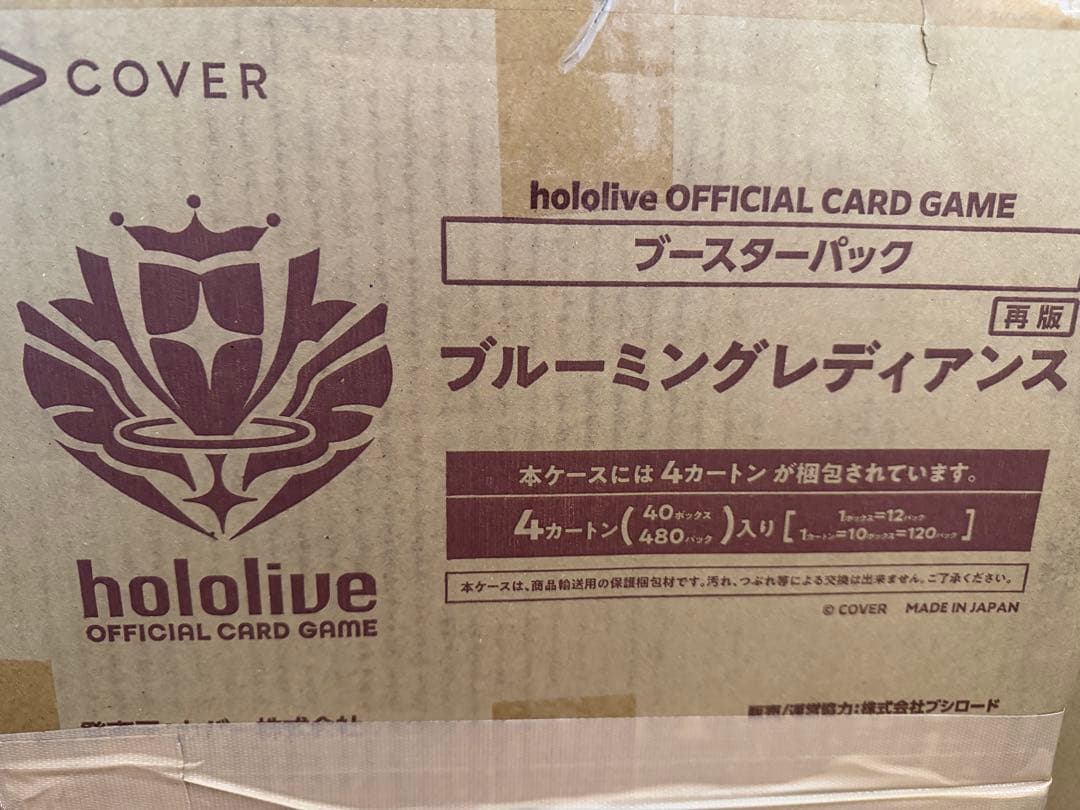 COVER
hololive OFFICIAL CARD GAME
ブースターパック
再版
ブルーミングレディアンス
本ケースには 4カートン が梱包されています。
4カートン(40ボックス 480パック)入り[1ボックス=12パック 1カートン=10ボックス=120パック]
本ケースは、商品輸送用の保護梱包材です。汚れ、つぶれ等による交換は出来ません。ご了承ください。
© COVER MADE IN JAPAN
hololive
OFFICIAL CARD GAME
販売/運営協力:株式会社ブシロード